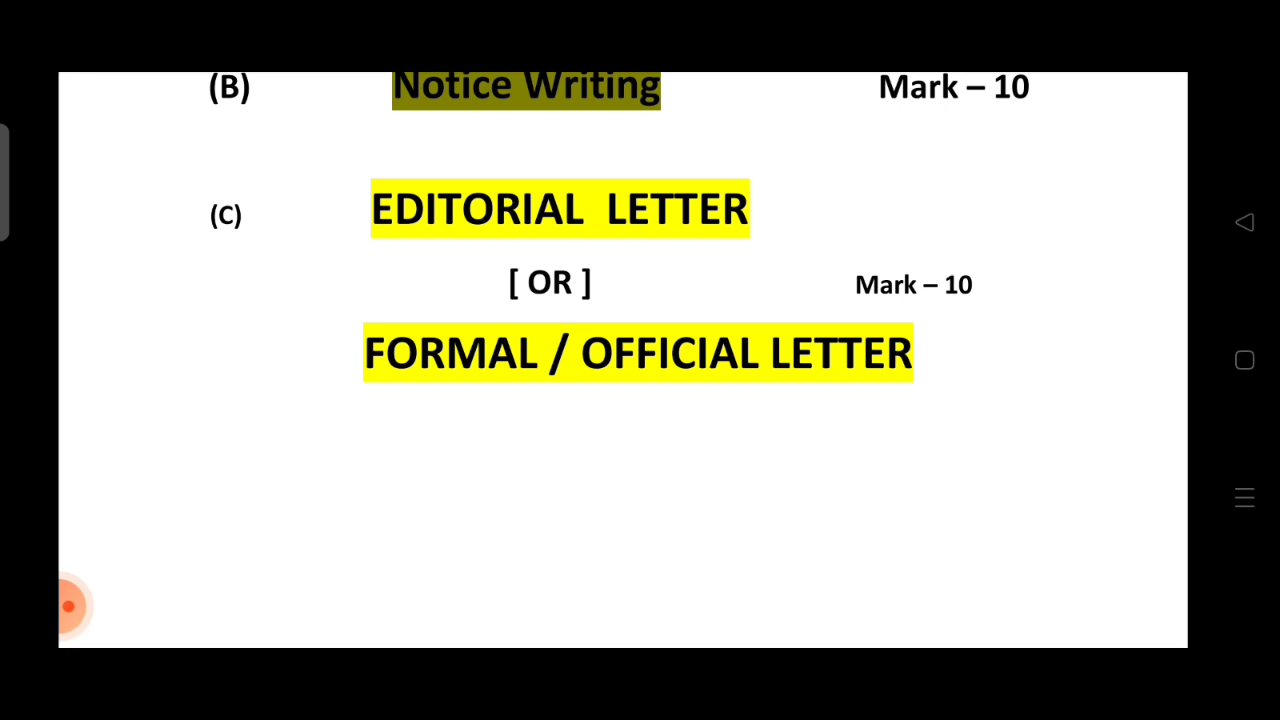 (B) Notice Writing Mark – 10
(C) EDITORIAL LETTER
[ OR ] Mark – 10
FORMAL / OFFICIAL LETTER